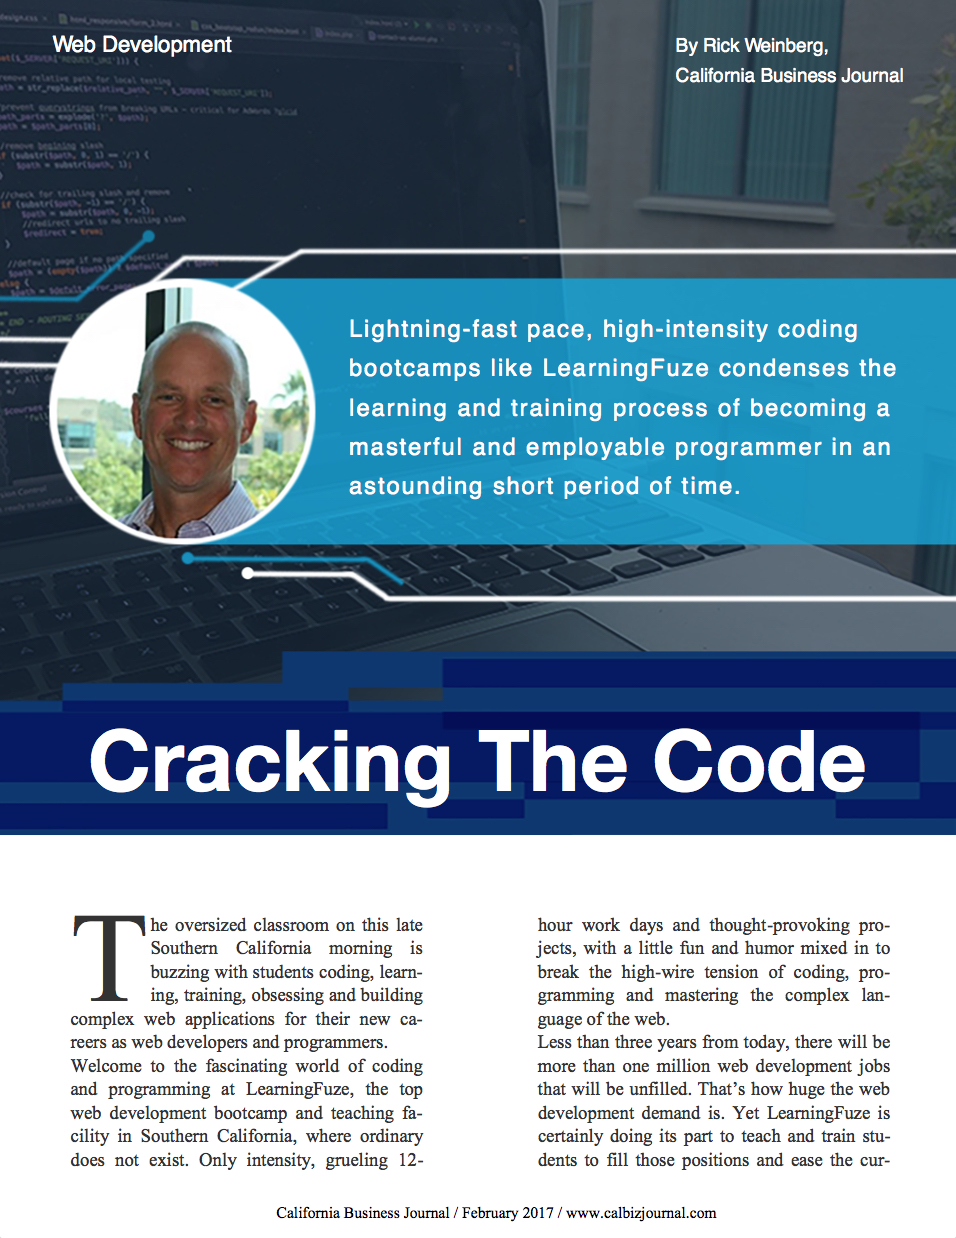 Web Development
By Rick Weinberg,
California Business Journal
Lightning-fast pace, high-intensity coding
bootcamps like LearningFuze condenses the
learning and training process of becoming a
masterful and employable programmer in an
astounding short period of time.
Cracking The Code
The oversized classroom on this late
Southern California morning is
buzzing with students coding, learn-
ing, training, obsessing and building
complex web applications for their new ca-
reers as web developers and programmers.
Welcome to the fascinating world of coding
and programming at LearningFuze, the top
web development bootcamp and teaching fa-
cility in Southern California, where ordinary
does not exist. Only intensity, grueling 12-
hour work days and thought-provoking pro-
jects, with a little fun and humor mixed in to
break the high-wire tension of coding, pro-
gramming and mastering the complex lan-
guage of the web.
Less than three years from today, there will be
more than one million web development jobs
that will be unfilled. That's how huge the web
development demand is. Yet LearningFuze is
certainly doing its part to teach and train stu-
dents to fill those positions and ease the cur-
California Business Journal / February 2017 / www.calbizjournal.com